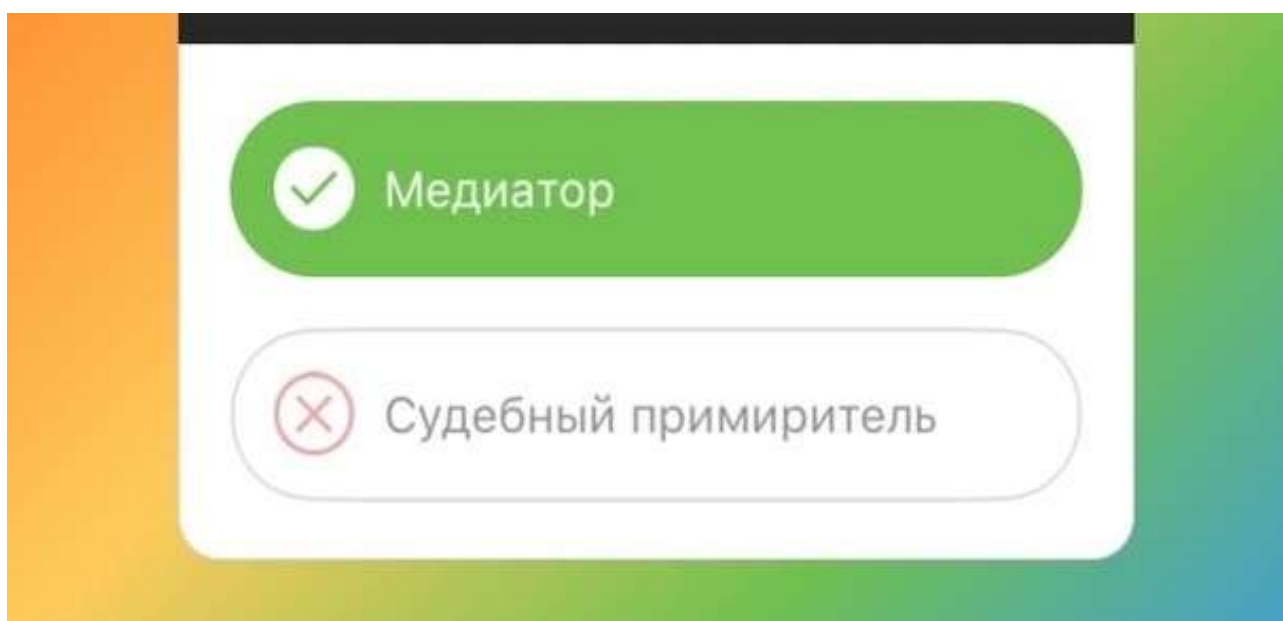 Медиатор
Судебный примиритель